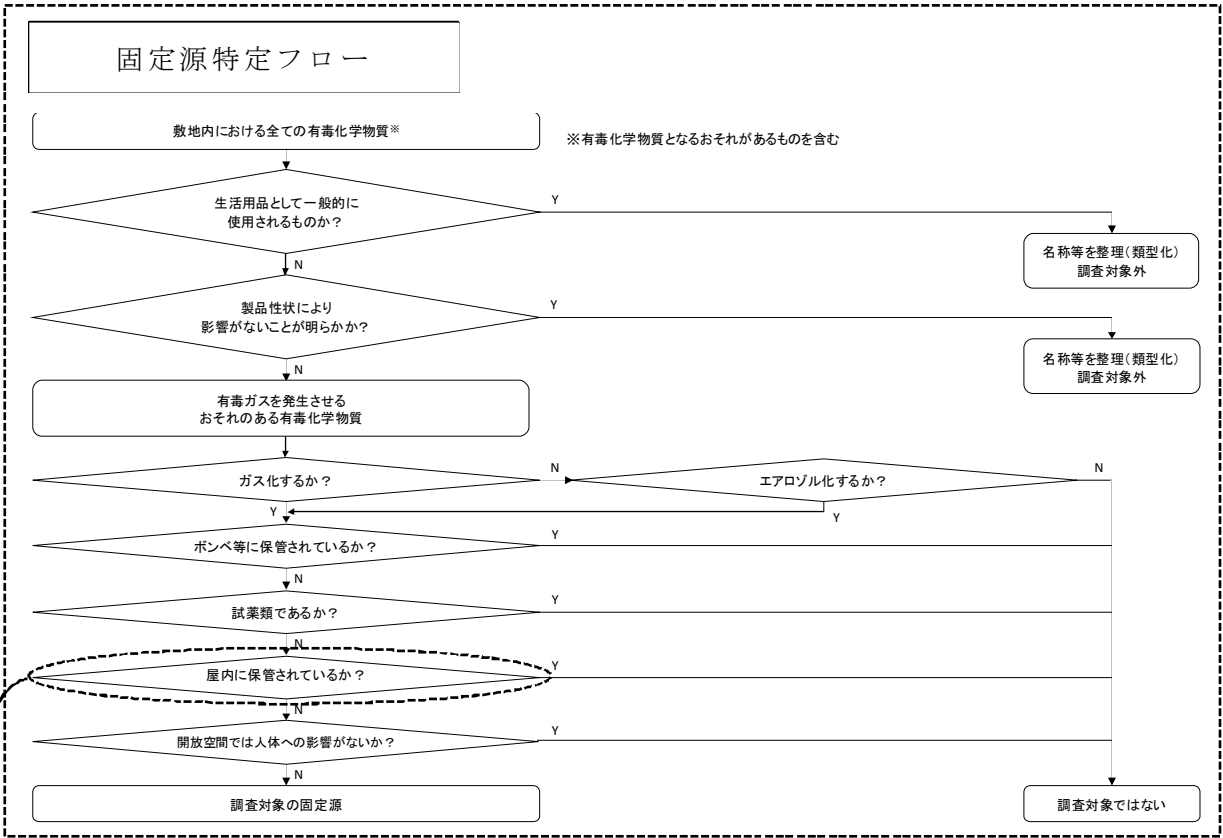 固定源特定フロー
敷地内における全ての有毒化学物質※
※有毒化学物質となるおそれがあるものを含む
生活用品として一般的に
使用されるものか？
Y
N
名称等を整理(類型化)
調査対象外
製品性状により
影響がないことが明らかか？
Y
N
名称等を整理(類型化)
調査対象外
有毒ガスを発生させる
おそれのある有毒化学物質
ガス化するか？
N
エアロゾル化するか？
N
Y
Y
ボンベ等に保管されているか？
Y
N
試薬類であるか？
Y
N
屋内に保管されているか？
Y
N
開放空間では人体への影響がないか？
Y
N
調査対象の固定源
調査対象ではない